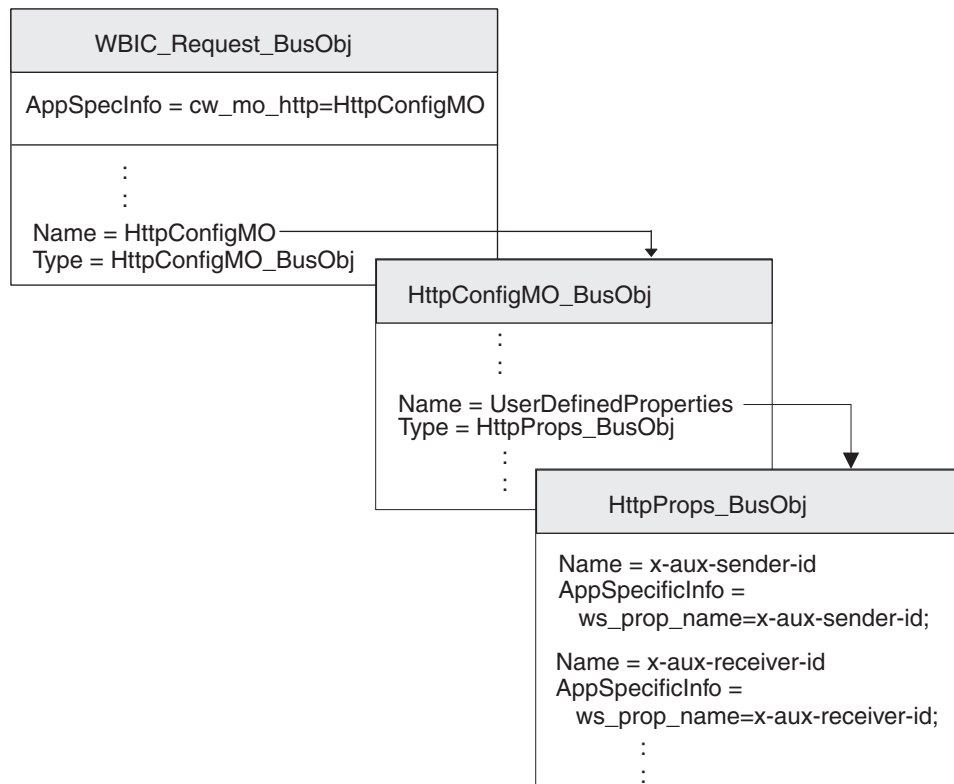 WBIC_Request_BusObj
AppSpecInfo = cw_mo_http=HttpConfigMO
:
:
Name = HttpConfigMO
Type = HttpConfigMO_BusObj
HttpConfigMO_BusObj
:
:
Name = UserDefinedProperties
Type = HttpProps_BusObj
:
:
HttpProps_BusObj
Name = x-aux-sender-id
AppSpecificInfo =
ws_prop_name=x-aux-sender-id;
Name = x-aux-receiver-id
AppSpecificInfo =
ws_prop_name=x-aux-receiver-id;
:
: